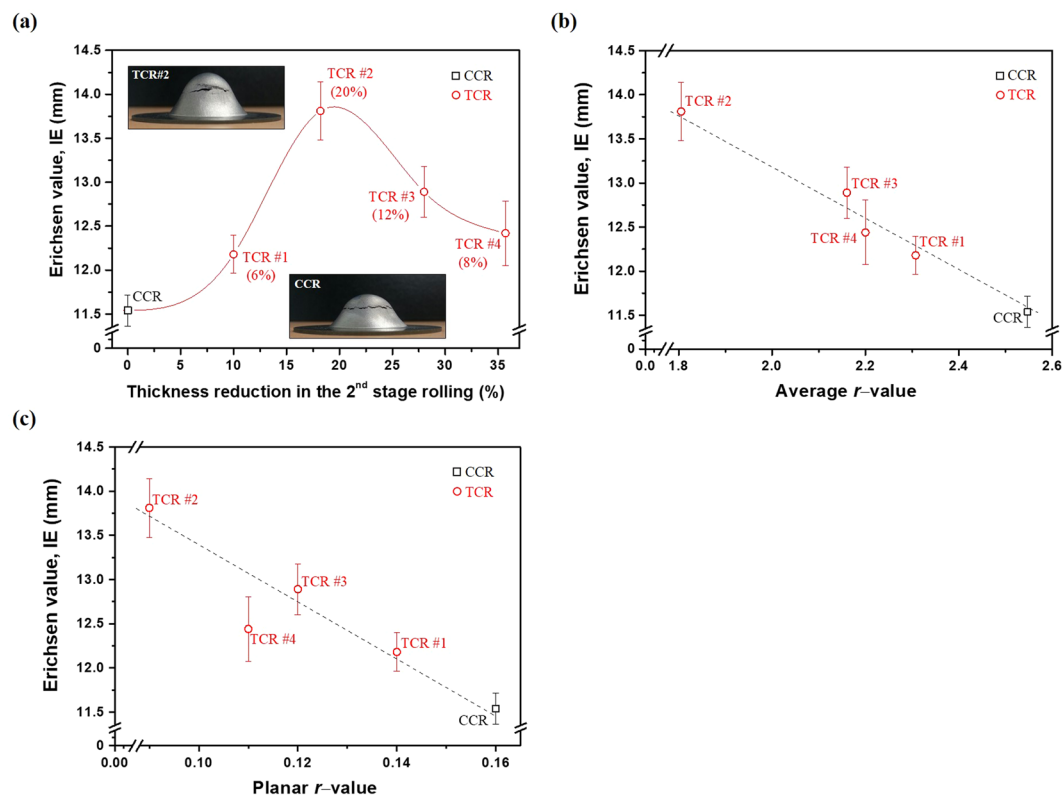 (a)
14.5
14.0
13.5
13.0
12.5
12.0
11.5
0
Erichsen value, IE (mm)
TCR#2
TCR #2
(20%)
CCR
TCR
TCR #3
(12%)
TCR #1
(6%)
TCR #4
(8%)
CCR
CCR
0 5 10 15 20 25 30 35
Thickness reduction in the 2nd stage rolling (%)
(b)
14.5
14.0
13.5
13.0
12.5
12.0
11.5
0
Erichsen value, IE (mm)
CCR
TCR
TCR #2
TCR #3
TCR #4
TCR #1
CCR
0.0 1.8 2.0 2.2 2.4 2.6
Average r–value
(c)
14.5
14.0
13.5
13.0
12.5
12.0
11.5
0
Erichsen value, IE (mm)
CCR
TCR
TCR #2
TCR #3
TCR #4
TCR #1
CCR
0.00 0.10 0.12 0.14 0.16
Planar r–value